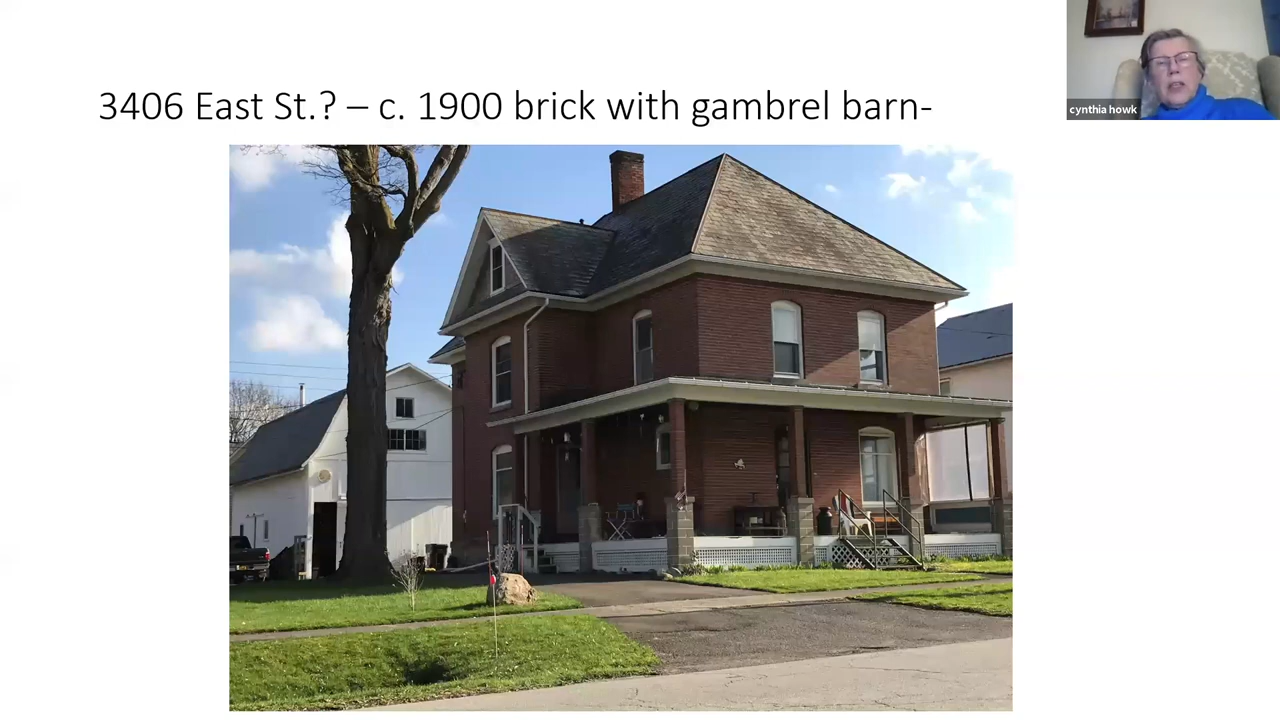 3406 East St.? – c. 1900 brick with gambrel barn-
cynthia howk